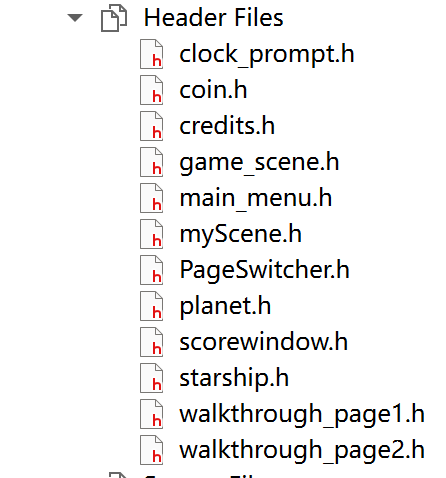 Header Files
clock_prompt.h
coin.h
credits.h
game_scene.h
main_menu.h
myScene.h
PageSwitcher.h
planet.h
scorewindow.h
starship.h
walkthrough_page1.h
walkthrough_page2.h